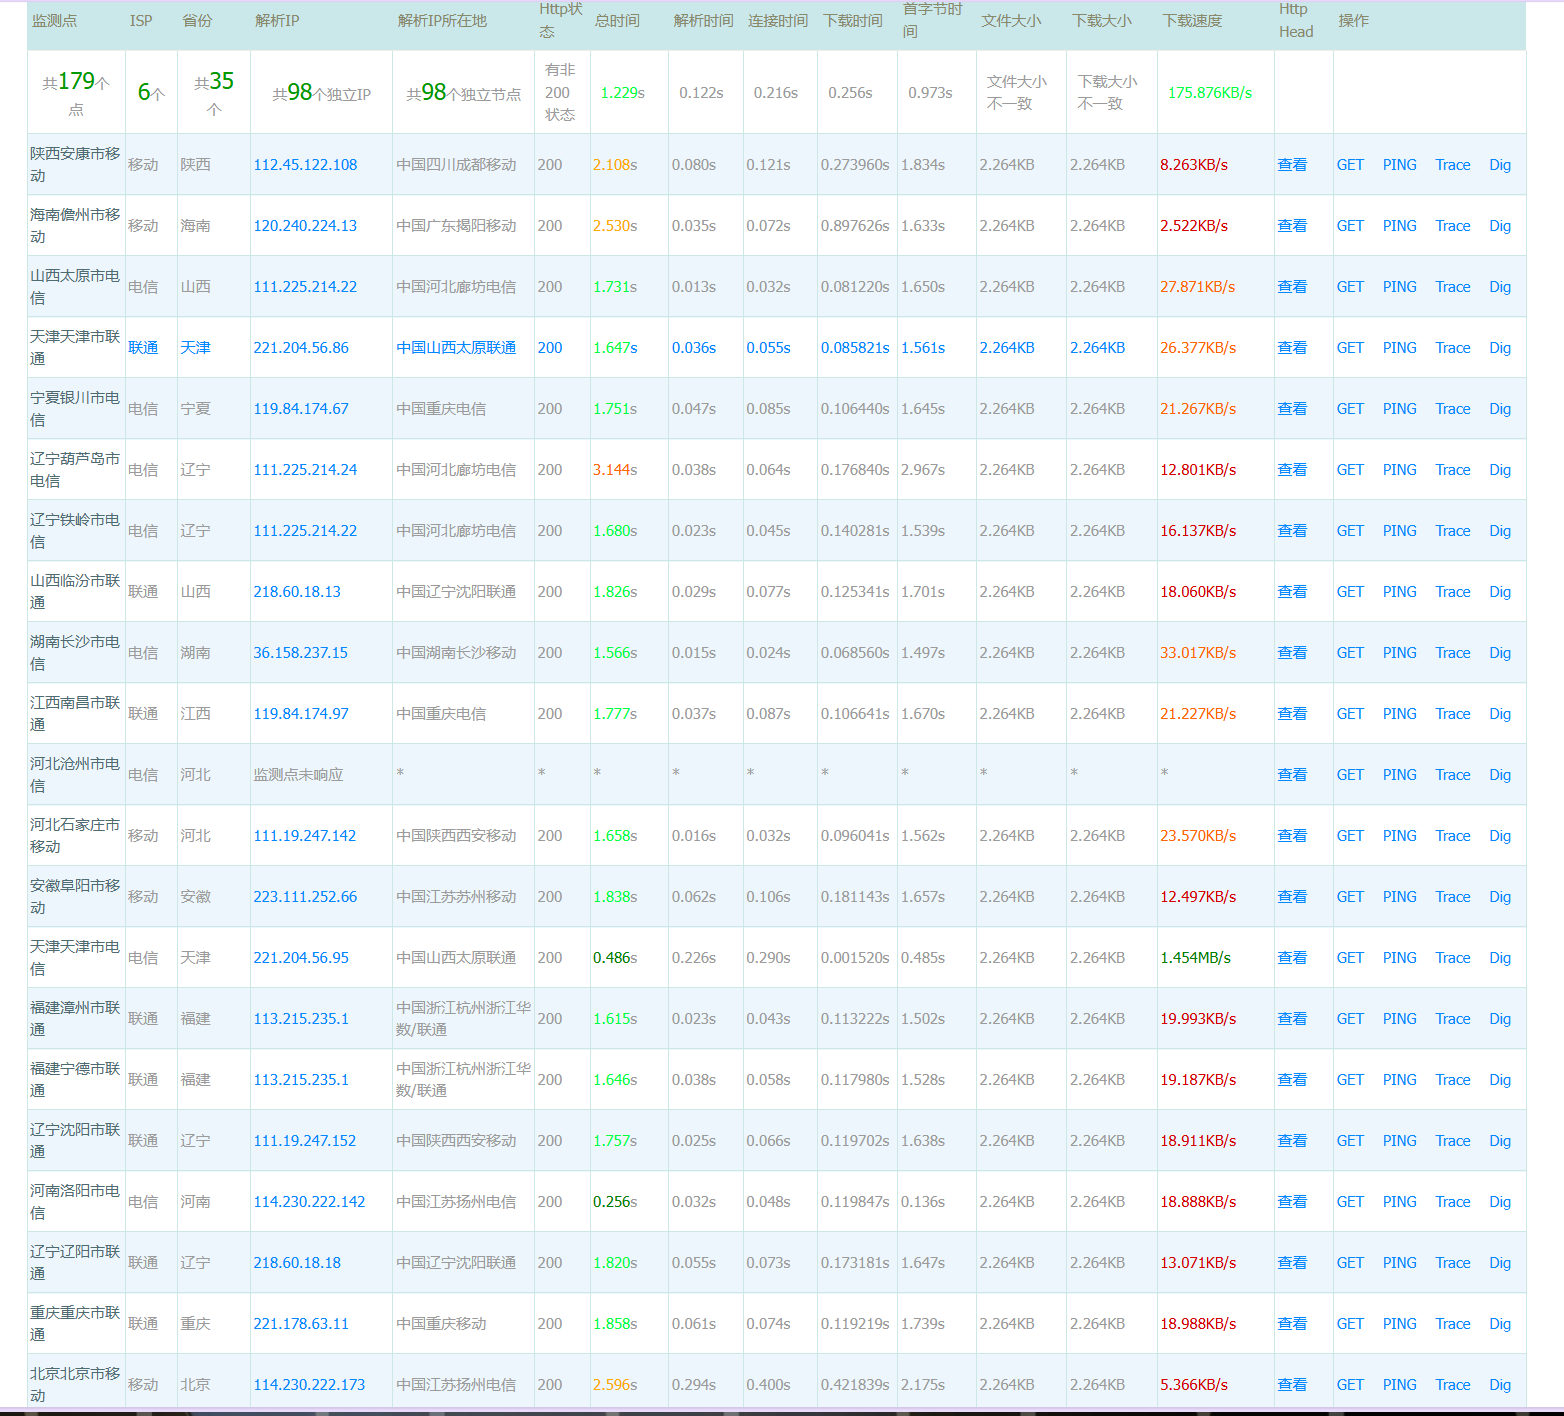 监测点 ISP 省份 解析IP 解析IP所在地 Http状态 总时间 解析时间 连接时间 下载时间 首字节时间 文件大小 下载大小 下载速度 Http Head 操作
共179个点 6个 共35个 共98个独立IP 共98个独立节点 有非200状态 1.229s 0.122s 0.216s 0.256s 0.973s 文件大小不一致 下载大小不一致 175.876KB/s
陕西安康市移动 移动 陕西 112.45.122.108 中国四川成都移动 200 2.108s 0.080s 0.121s 0.273960s 1.834s 2.264KB 2.264KB 8.263KB/s 查看 GET PING Trace Dig
海南儋州市移动 移动 海南 120.240.224.13 中国广东揭阳移动 200 2.530s 0.035s 0.072s 0.897626s 1.633s 2.264KB 2.264KB 2.522KB/s 查看 GET PING Trace Dig
山西太原市电信 电信 山西 111.225.214.22 中国河北廊坊电信 200 1.731s 0.013s 0.032s 0.081220s 1.650s 2.264KB 2.264KB 27.871KB/s 查看 GET PING Trace Dig
天津天津市联通 联通 天津 221.204.56.86 中国山西太原联通 200 1.647s 0.036s 0.055s 0.085821s 1.561s 2.264KB 2.264KB 26.377KB/s 查看 GET PING Trace Dig
宁夏银川市电信 电信 宁夏 119.84.174.67 中国重庆电信 200 1.751s 0.047s 0.085s 0.106440s 1.645s 2.264KB 2.264KB 21.267KB/s 查看 GET PING Trace Dig
辽宁葫芦岛市电信 电信 辽宁 111.225.214.24 中国河北廊坊电信 200 3.144s 0.038s 0.064s 0.176840s 2.967s 2.264KB 2.264KB 12.801KB/s 查看 GET PING Trace Dig
辽宁铁岭市电信 电信 辽宁 111.225.214.22 中国河北廊坊电信 200 1.680s 0.023s 0.045s 0.140281s 1.539s 2.264KB 2.264KB 16.137KB/s 查看 GET PING Trace Dig
山西临汾市联通 联通 山西 218.60.18.13 中国辽宁沈阳联通 200 1.826s 0.029s 0.077s 0.125341s 1.701s 2.264KB 2.264KB 18.060KB/s 查看 GET PING Trace Dig
湖南长沙市电信 电信 湖南 36.158.237.15 中国湖南长沙移动 200 1.566s 0.015s 0.024s 0.068560s 1.497s 2.264KB 2.264KB 33.017KB/s 查看 GET PING Trace Dig
江西南昌市联通 联通 江西 119.84.174.97 中国重庆电信 200 1.777s 0.037s 0.087s 0.106641s 1.670s 2.264KB 2.264KB 21.227KB/s 查看 GET PING Trace Dig
河北沧州市电信 电信 河北 监测点未响应 * * * * * * * * * * 查看 GET PING Trace Dig
河北石家庄市移动 移动 河北 111.19.247.142 中国陕西西安移动 200 1.658s 0.016s 0.032s 0.096041s 1.562s 2.264KB 2.264KB 23.570KB/s 查看 GET PING Trace Dig
安徽阜阳市移动 移动 安徽 223.111.252.66 中国江苏苏州移动 200 1.838s 0.062s 0.106s 0.181143s 1.657s 2.264KB 2.264KB 12.497KB/s 查看 GET PING Trace Dig
天津天津市电信 电信 天津 221.204.56.95 中国山西太原联通 200 0.486s 0.226s 0.290s 0.001520s 0.485s 2.264KB 2.264KB 1.454MB/s 查看 GET PING Trace Dig
福建漳州市联通 联通 福建 113.215.235.1 中国浙江杭州浙江华数/联通 200 1.615s 0.023s 0.043s 0.113222s 1.502s 2.264KB 2.264KB 19.993KB/s 查看 GET PING Trace Dig
福建宁德市联通 联通 福建 113.215.235.1 中国浙江杭州浙江华数/联通 200 1.646s 0.038s 0.058s 0.117980s 1.528s 2.264KB 2.264KB 19.187KB/s 查看 GET PING Trace Dig
辽宁沈阳市联通 联通 辽宁 111.19.247.152 中国陕西西安移动 200 1.757s 0.025s 0.066s 0.119702s 1.638s 2.264KB 2.264KB 18.911KB/s 查看 GET PING Trace Dig
河南洛阳市电信 电信 河南 114.230.222.142 中国江苏扬州电信 200 0.256s 0.032s 0.048s 0.119847s 0.136s 2.264KB 2.264KB 18.888KB/s 查看 GET PING Trace Dig
辽宁辽阳市联通 联通 辽宁 218.60.18.18 中国辽宁沈阳联通 200 1.820s 0.055s 0.073s 0.173181s 1.647s 2.264KB 2.264KB 13.071KB/s 查看 GET PING Trace Dig
重庆重庆市联通 联通 重庆 221.178.63.11 中国重庆移动 200 1.858s 0.061s 0.074s 0.119219s 1.739s 2.264KB 2.264KB 18.988KB/s 查看 GET PING Trace Dig
北京北京市移动 移动 北京 114.230.222.173 中国江苏扬州电信 200 2.596s 0.294s 0.400s 0.421839s 2.175s 2.264KB 2.264KB 5.366KB/s 查看 GET PING Trace Dig